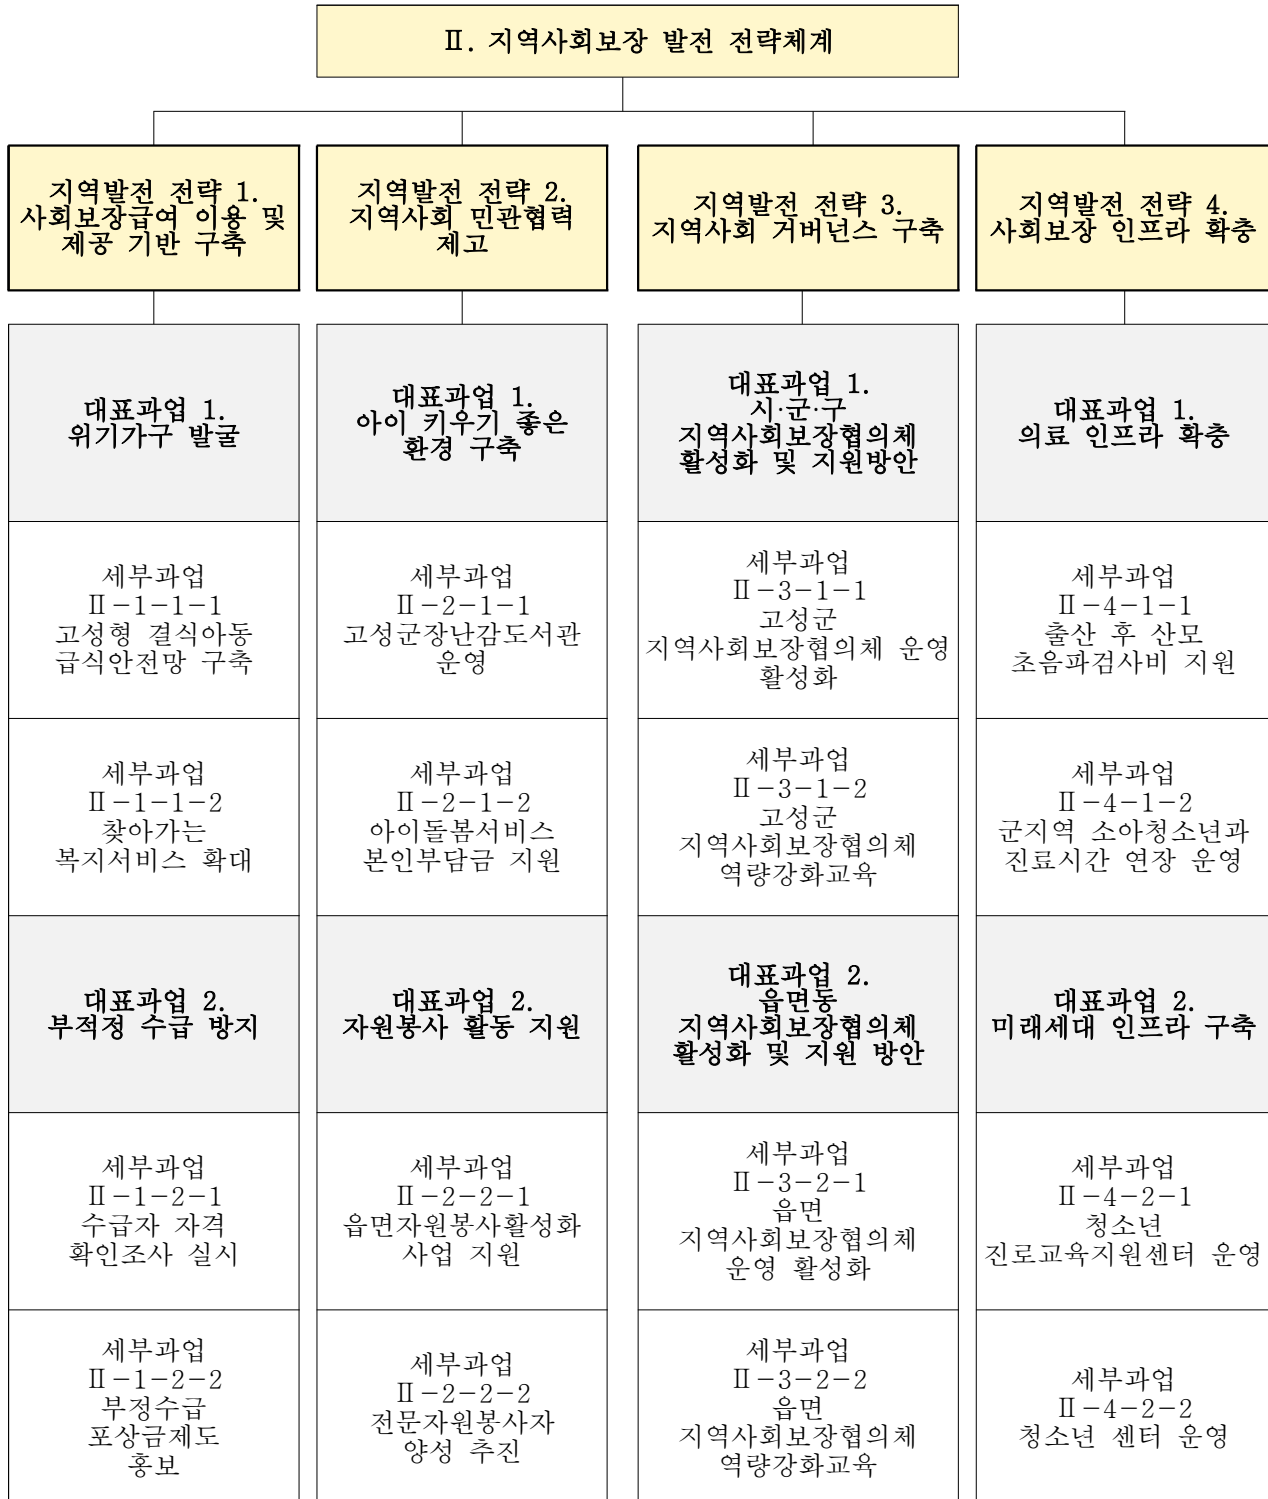 Ⅱ. 지역사회보장 발전 전략체계
지역발전 전략 1.
사회보장급여 이용 및
제공 기반 구축
지역발전 전략 2.
지역사회 민관협력
제고
지역발전 전략 3.
지역사회 거버넌스 구축
지역발전 전략 4.
사회보장 인프라 확충
대표과업 1.
위기가구 발굴
대표과업 1.
아이 키우기 좋은
환경 구축
대표과업 1.
시·군·구
지역사회보장협의체
활성화 및 지원방안
대표과업 1.
의료 인프라 확충
세부과업
Ⅱ-1-1-1
고성형 결식아동
급식안전망 구축
세부과업
Ⅱ-2-1-1
고성군장난감도서관
운영
세부과업
Ⅱ-3-1-1
고성군
지역사회보장협의체 운영
활성화
세부과업
Ⅱ-4-1-1
출산 후 산모
초음파검사비 지원
세부과업
Ⅱ-1-1-2
찾아가는
복지서비스 확대
세부과업
Ⅱ-2-1-2
아이돌봄서비스
본인부담금 지원
세부과업
Ⅱ-3-1-2
고성군
지역사회보장협의체
역량강화교육
세부과업
Ⅱ-4-1-2
군지역 소아청소년과
진료시간 연장 운영
대표과업 2.
부적정 수급 방지
대표과업 2.
자원봉사 활동 지원
대표과업 2.
읍면동
지역사회보장협의체
활성화 및 지원 방안
대표과업 2.
미래세대 인프라 구축
세부과업
Ⅱ-1-2-1
수급자 자격
확인조사 실시
세부과업
Ⅱ-2-2-1
읍면자원봉사활성화
사업 지원
세부과업
Ⅱ-3-2-1
읍면
지역사회보장협의체
운영 활성화
세부과업
Ⅱ-4-2-1
청소년
진로교육지원센터 운영
세부과업
Ⅱ-1-2-2
부정수급
포상금제도
홍보
세부과업
Ⅱ-2-2-2
전문자원봉사자
양성 추진
세부과업
Ⅱ-3-2-2
읍면
지역사회보장협의체
역량강화교육
세부과업
Ⅱ-4-2-2
청소년 센터 운영